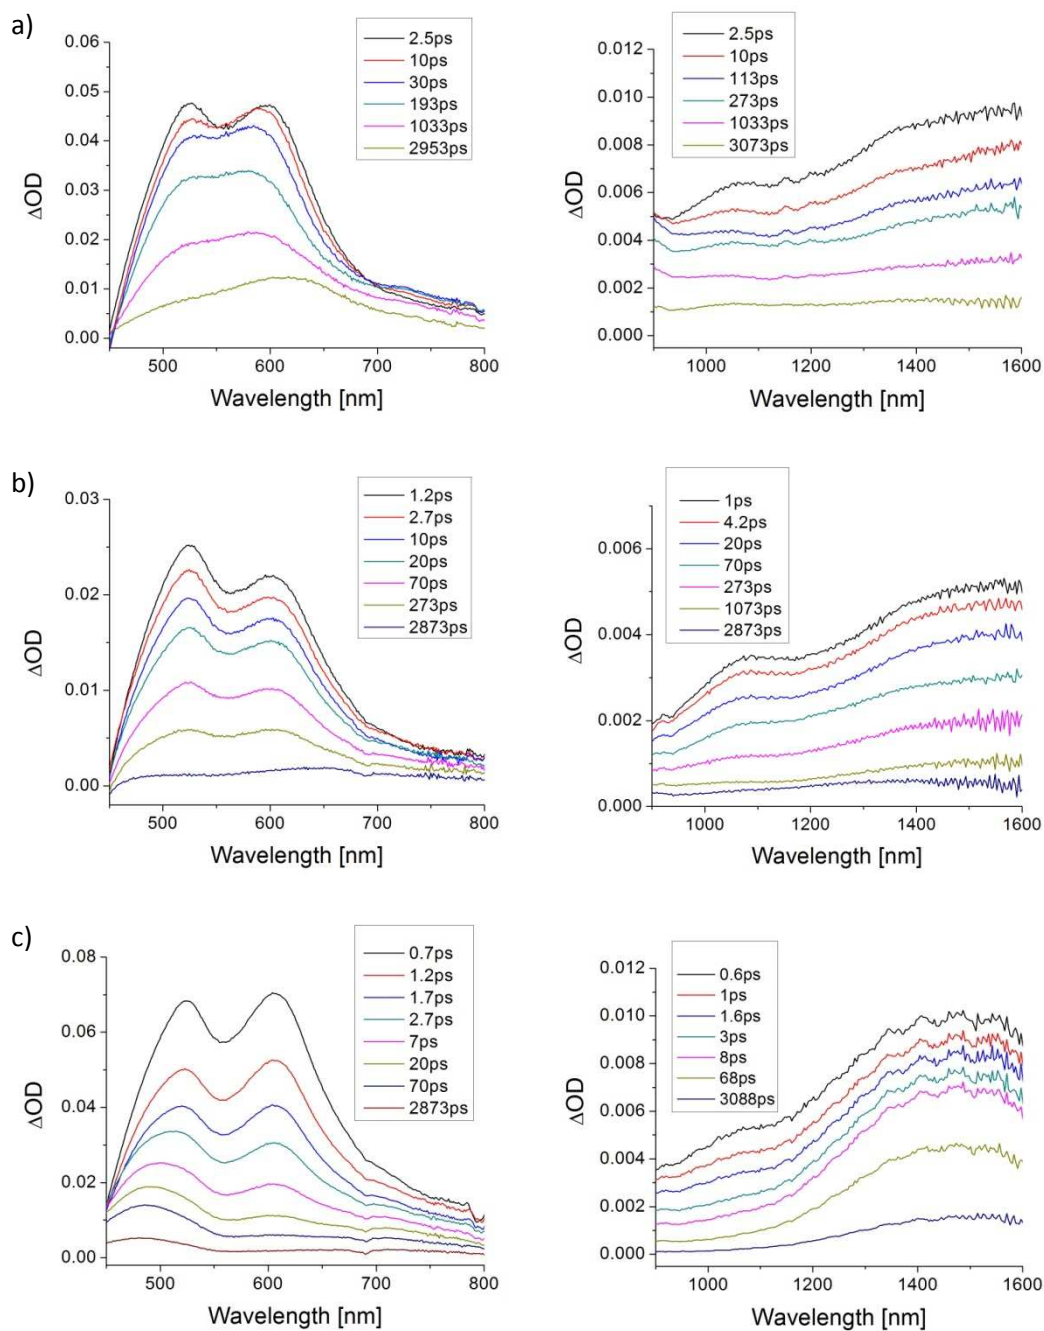 a)
0.06
0.05
0.04
0.03
0.02
0.01
0.00
ΔOD
2.5ps
10ps
30ps
193ps
1033ps
2953ps
500 600 700 800
Wavelength [nm]
0.012
0.010
0.008
0.006
0.004
0.002
0.000
ΔOD
2.5ps
10ps
113ps
273ps
1033ps
3073ps
1000 1200 1400 1600
Wavelength [nm]
b)
0.03
0.02
0.01
0.00
ΔOD
1.2ps
2.7ps
10ps
20ps
70ps
273ps
2873ps
500 600 700 800
Wavelength [nm]
0.006
0.004
0.002
0.000
ΔOD
1ps
4.2ps
20ps
70ps
273ps
1073ps
2873ps
1000 1200 1400 1600
Wavelength [nm]
c)
0.08
0.06
0.04
0.02
0.00
ΔOD
0.7ps
1.2ps
1.7ps
2.7ps
7ps
20ps
70ps
2873ps
500 600 700 800
Wavelength [nm]
0.012
0.010
0.008
0.006
0.004
0.002
0.000
ΔOD
0.6ps
1ps
1.6ps
3ps
8ps
68ps
3088ps
1000 1200 1400 1600
Wavelength [nm]